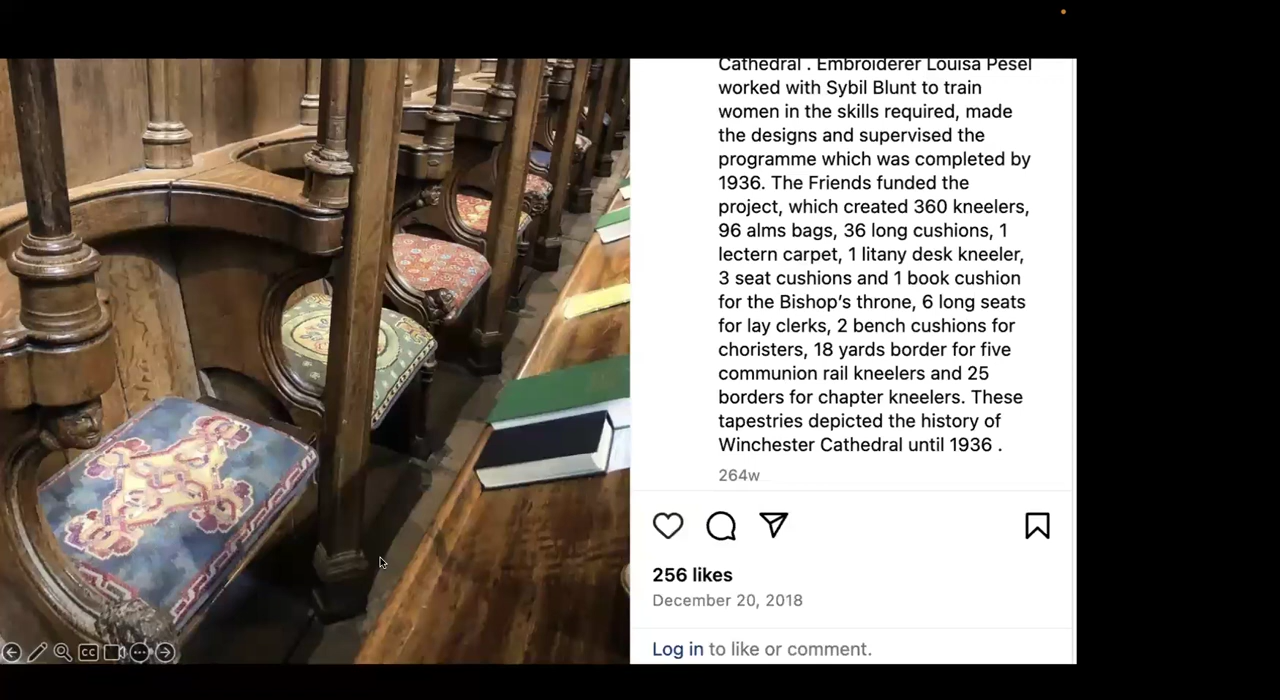 Cathedral . Embroiderer Louisa Pesel
worked with Sybil Blunt to train
women in the skills required, made
the designs and supervised the
programme which was completed by
1936. The Friends funded the
project, which created 360 kneelers,
96 alms bags, 36 long cushions, 1
lectern carpet, 1 litany desk kneeler,
3 seat cushions and 1 book cushion
for the Bishop’s throne, 6 long seats
for lay clerks, 2 bench cushions for
choristers, 18 yards border for five
communion rail kneelers and 25
borders for chapter kneelers. These
tapestries depicted the history of
Winchester Cathedral until 1936 .
264w
256 likes
December 20, 2018
Log in to like or comment.
CC